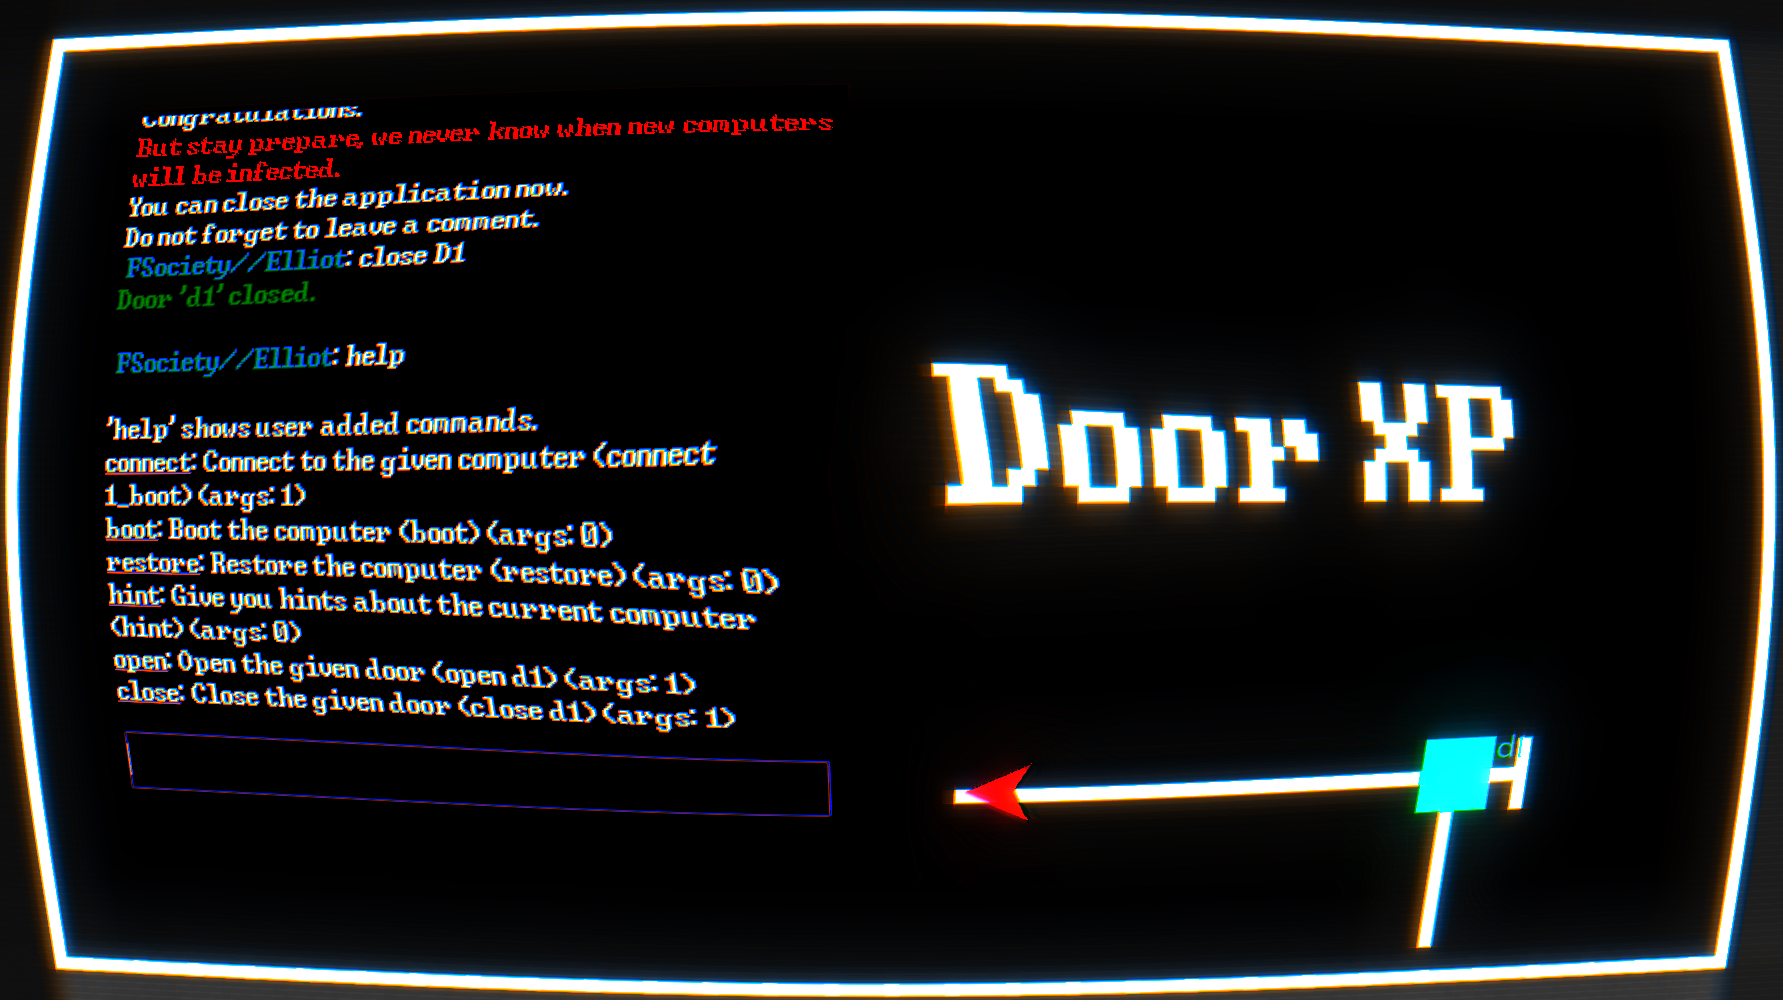 Congratulations.
But stay prepare, we never know when new computers
will be infected.
You can close the application now.
Do not forget to leave a comment.
FSociety//Elliot: close D1
Door 'd1' closed.
FSociety//Elliot: help
'help' shows user added commands.
connect: Connect to the given computer (connect
1_boot) (args: 1)
boot: Boot the computer (boot) (args: 0)
restore: Restore the computer (restore) (args: 0)
hint: Give you hints about the current computer
(hint) (args: 0)
open: Open the given door (open d1) (args: 1)
close: Close the given door (close d1) (args: 1)
Door XP